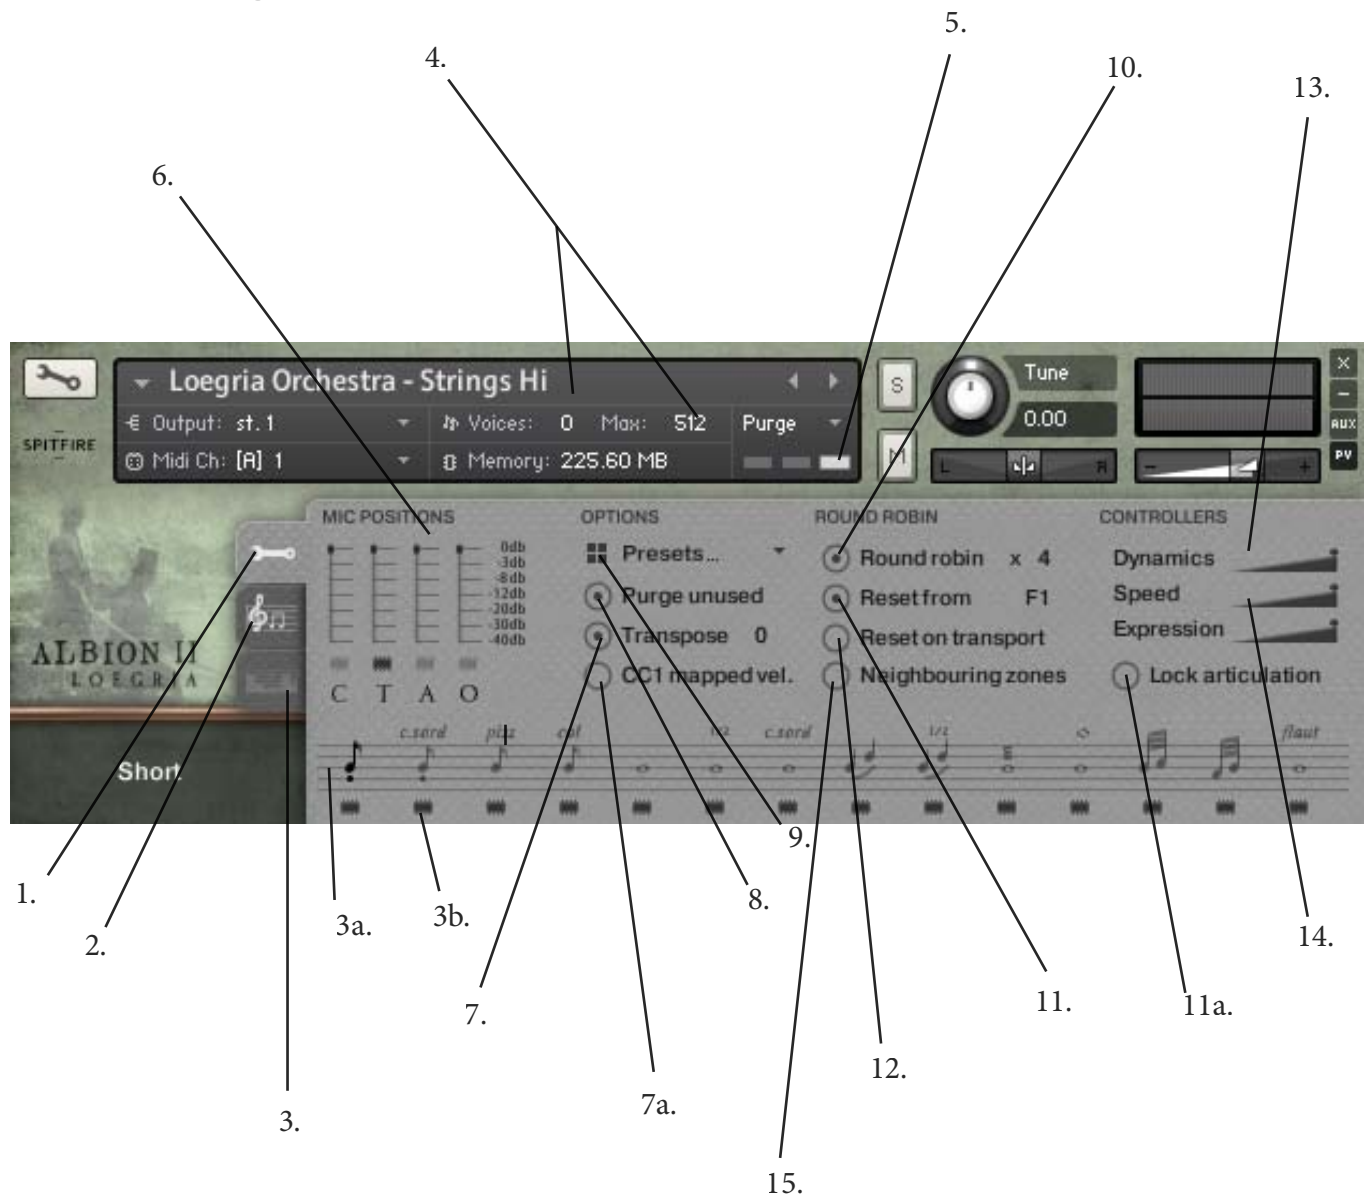 5.
4.
10.
13.
6.
Loegria Orchestra - Strings Hi
S
Tune
X
-
Output: st. 1
Voices: 0 Max: 512
Purge
0.00
AUX
SPITFIRE
Midi Ch: [A] 1
Memory: 225.60 MB
M
L
R
-
+
PV
MIC POSITIONS
OPTIONS
ROUND ROBIN
CONTROLLERS
0db
-3db
-8db
-12db
-20db
-30db
-40db
C T A O
Presets...
Purge unused
Transpose 0
CC1 mapped vel.
Round robin x 4
Reset from F1
Reset on transport
Neighbouring zones
Dynamics
Speed
Expression
Lock articulation
ALBION II
LOEGRIA
c.sord
pizz
col
1/2
c.sord
1/2
flaut
Short
9.
1.
8.
3a.
3b.
2.
14.
7.
11.
11a.
12.
7a.
3.
15.